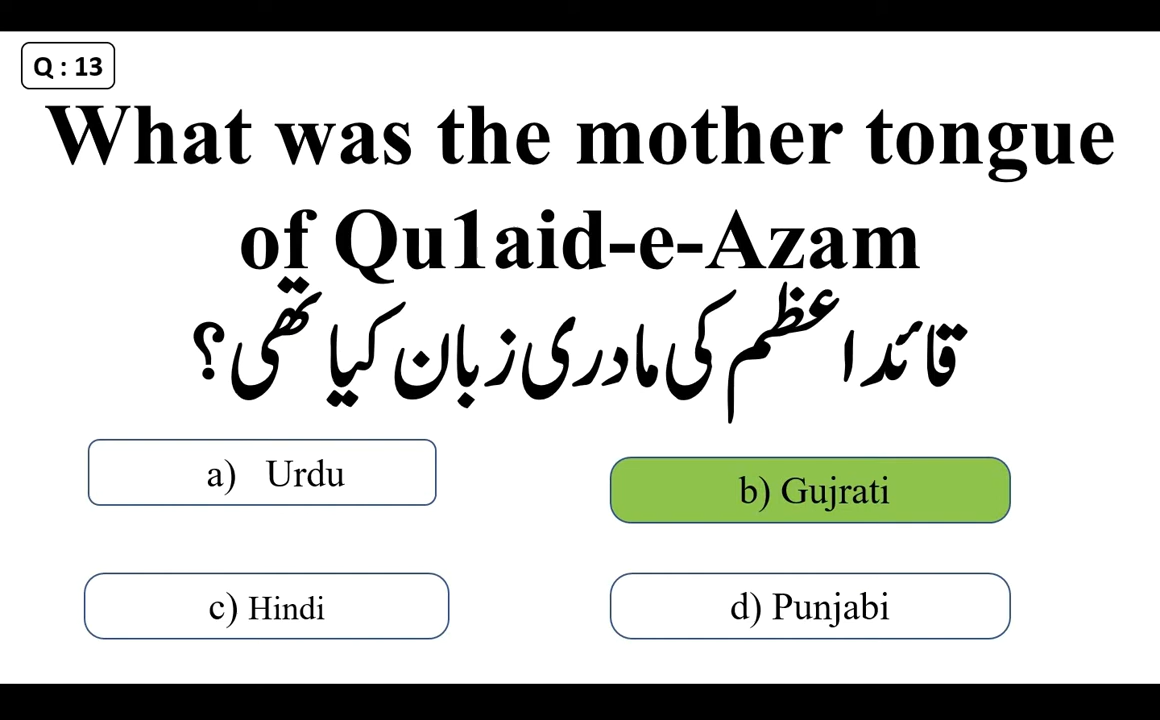 Q : 13
What was the mother tongue
of Qu1aid-e-Azam
قائد اعظم کی مادری زبان کیا تھی؟
a) Urdu
b) Gujrati
c) Hindi
d) Punjabi